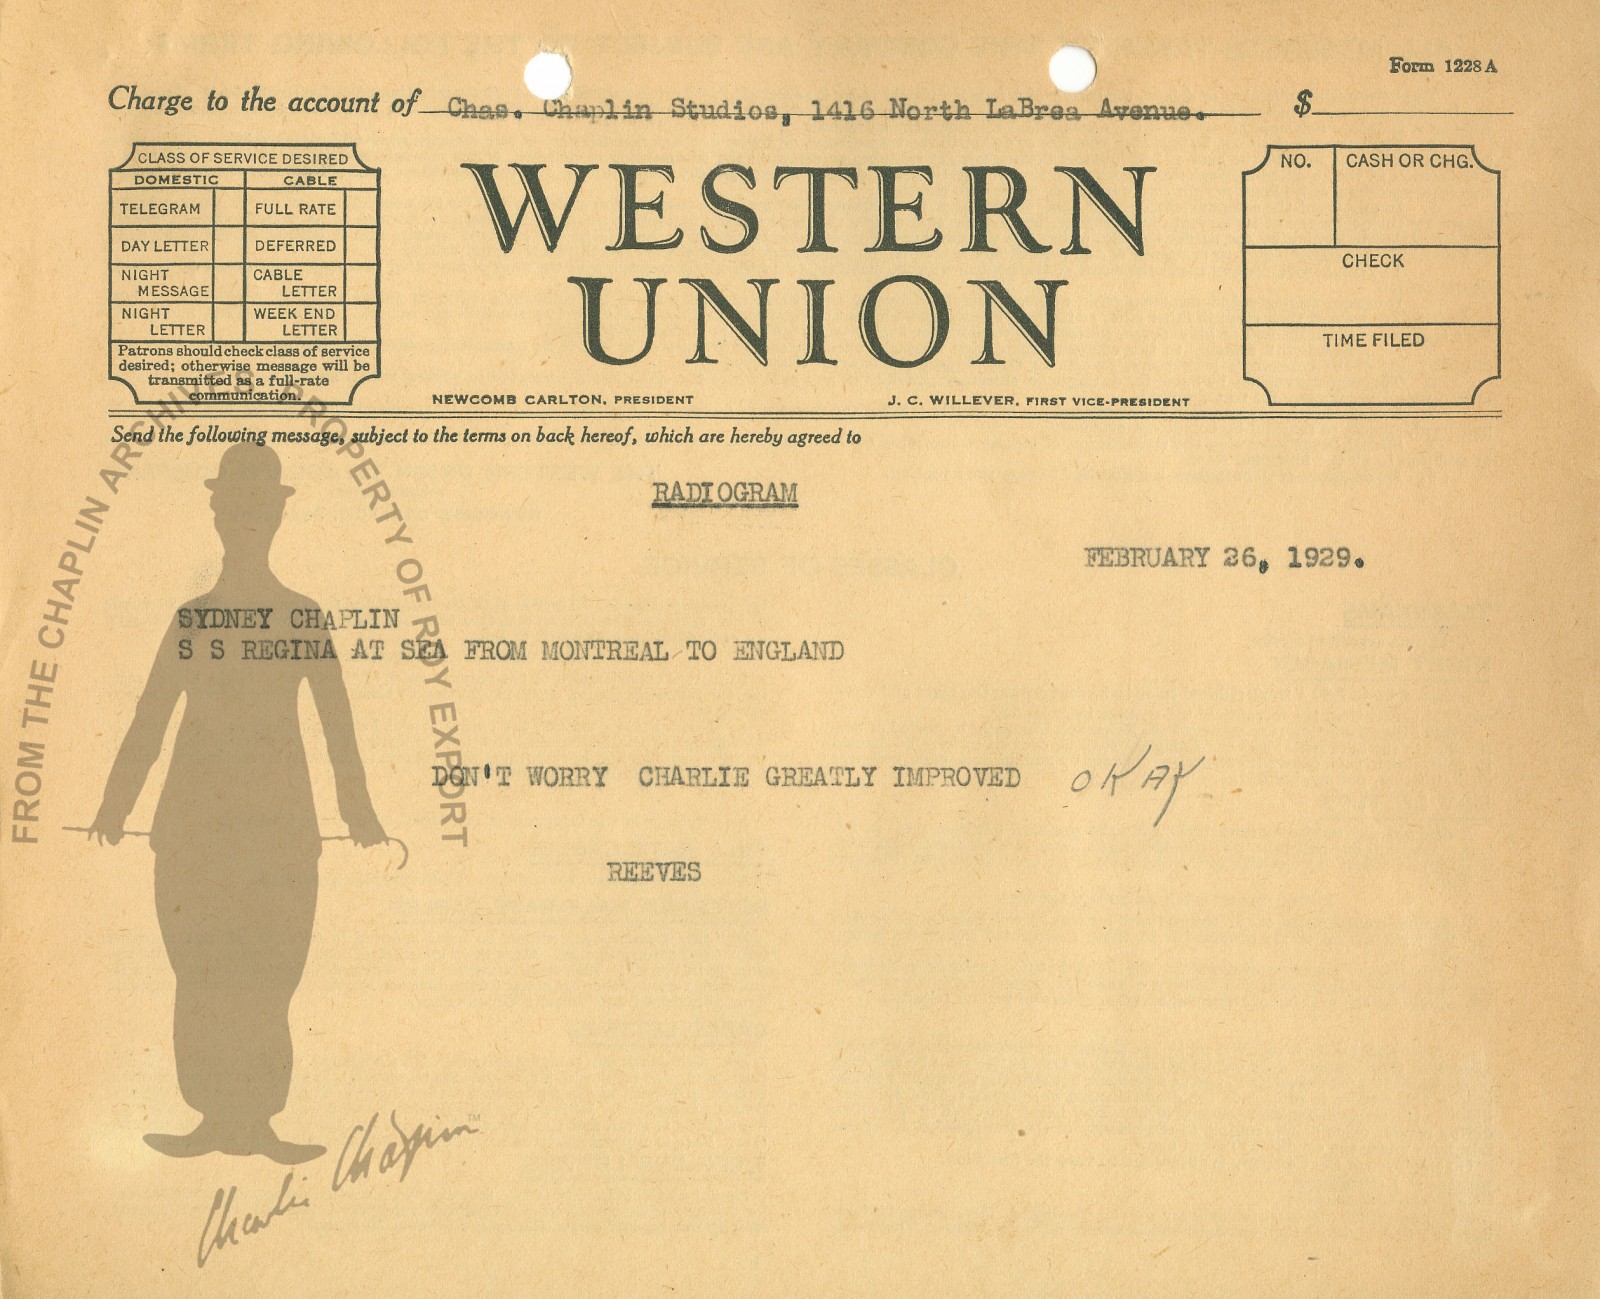 Form 1228 A
Charge to the account of Chas. Chaplin Studios, 1416 North LaBrea Avenue. $
CLASS OF SERVICE DESIRED
DOMESTIC CABLE
TELEGRAM FULL RATE
DAY LETTER DEFERRED
NIGHT MESSAGE CABLE LETTER
NIGHT LETTER WEEK END LETTER
Patrons should check class of service
desired; otherwise message will be
transmitted as a full-rate
communication.
WESTERN
UNION
NO. CASH OR CHG.
CHECK
TIME FILED
NEWCOMB CARLTON, PRESIDENT J. C. WILLEVER, FIRST VICE-PRESIDENT
Send the following message, subject to the terms on back hereof, which are hereby agreed to
RADIOGRAM
FEBRUARY 26, 1929.
SYDNEY CHAPLIN
S S REGINA AT SEA FROM MONTREAL TO ENGLAND
DON'T WORRY CHARLIE GREATLY IMPROVED OKAY
REEVES
FROM THE CHAPLIN ARCHIVES. PROPERTY OF ROY EXPORT
Charlie Chaplin™